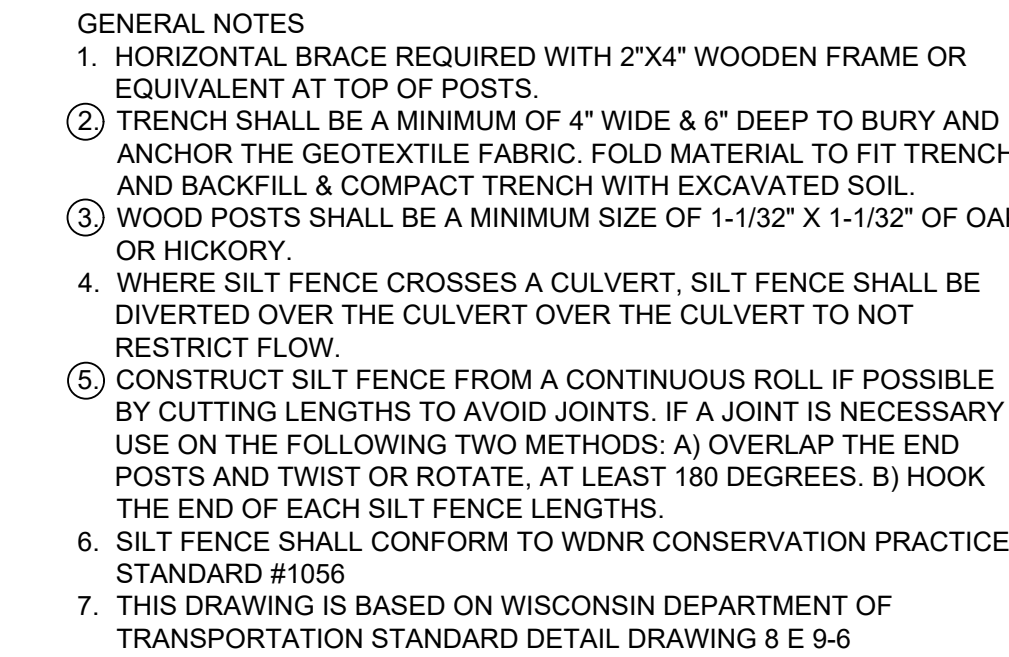 GENERAL NOTES
1. HORIZONTAL BRACE REQUIRED WITH 2"X4" WOODEN FRAME OR
EQUIVALENT AT TOP OF POSTS.
2. TRENCH SHALL BE A MINIMUM OF 4" WIDE & 6" DEEP TO BURY AND
ANCHOR THE GEOTEXTILE FABRIC. FOLD MATERIAL TO FIT TRENCH
AND BACKFILL & COMPACT TRENCH WITH EXCAVATED SOIL.
3. WOOD POSTS SHALL BE A MINIMUM SIZE OF 1-1/32" X 1-1/32" OF
OR HICKORY.
4. WHERE SILT FENCE CROSSES A CULVERT, SILT FENCE SHALL BE
DIVERTED OVER THE CULVERT OVER THE CULVERT TO NOT
RESTRICT FLOW.
5. CONSTRUCT SILT FENCE FROM A CONTINUOUS ROLL IF POSSIBLE
BY CUTTING LENGTHS TO AVOID JOINTS. IF A JOINT IS NECESSARY
USE ON THE FOLLOWING TWO METHODS: A) OVERLAP THE END
POSTS AND TWIST OR ROTATE, AT LEAST 180 DEGREES. B) HOOK
THE END OF EACH SILT FENCE LENGTHS.
6. SILT FENCE SHALL CONFORM TO WDNR CONSERVATION PRACTICE
STANDARD #1056
7. THIS DRAWING IS BASED ON WISCONSIN DEPARTMENT OF
TRANSPORTATION STANDARD DETAIL DRAWING 8 E 9-6